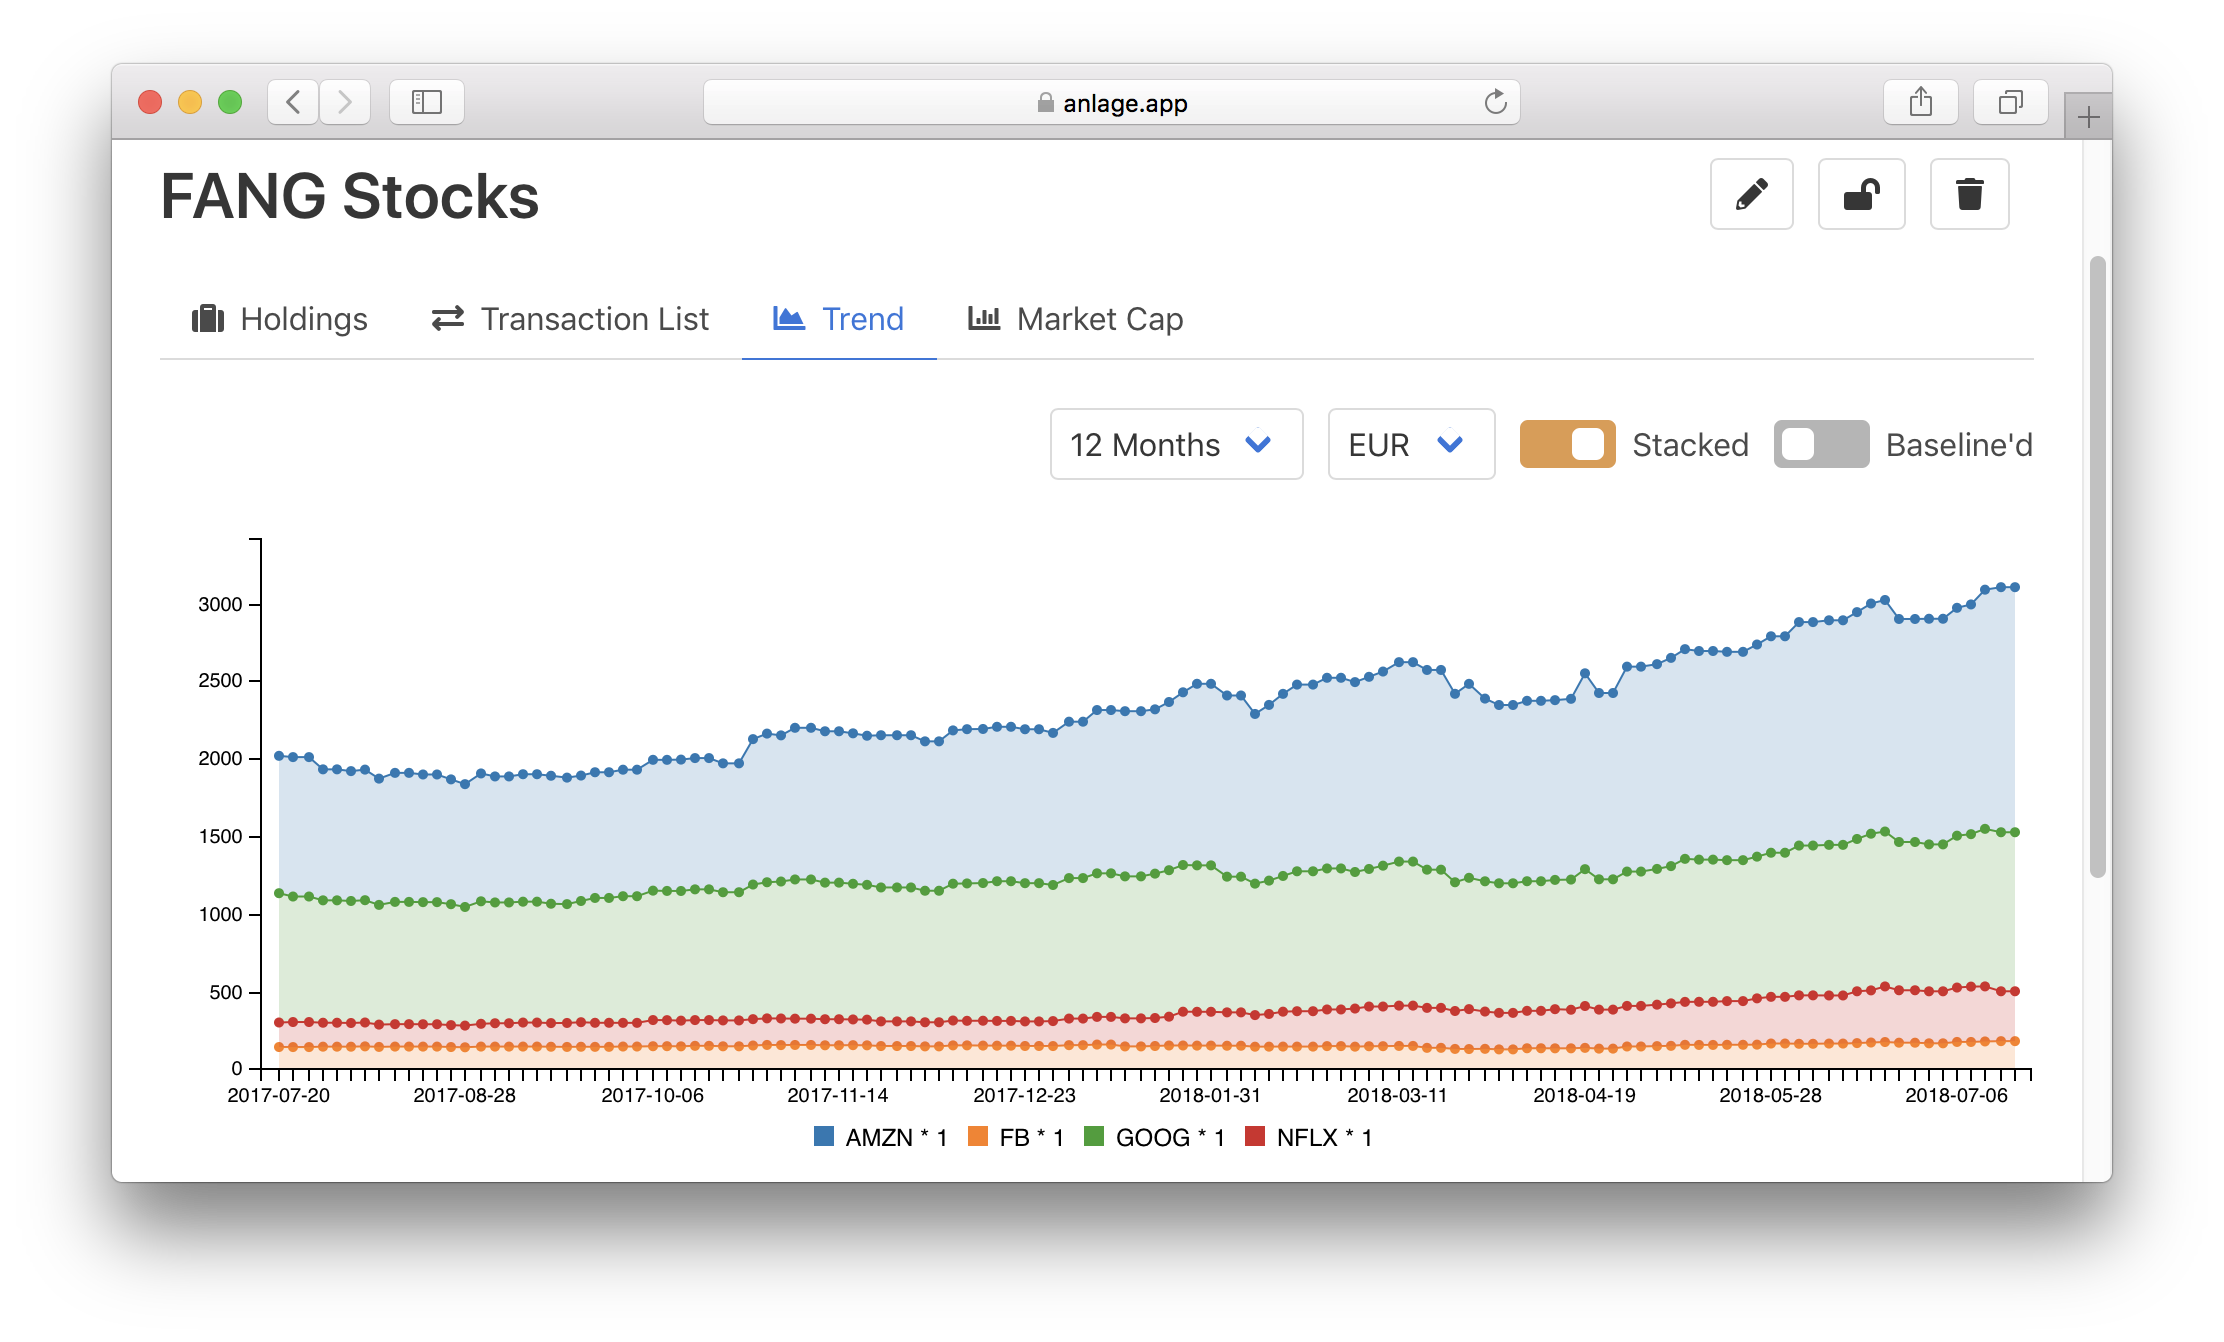 anlage.app
FANG Stocks
Holdings Transaction List Trend Market Cap
12 Months EUR Stacked Baseline'd
3000
2500
2000
1500
1000
500
0
2017-07-20 2017-08-28 2017-10-06 2017-11-14 2017-12-23 2018-01-31 2018-03-11 2018-04-19 2018-05-28 2018-07-06
AMZN * 1 FB * 1 GOOG * 1 NFLX * 1